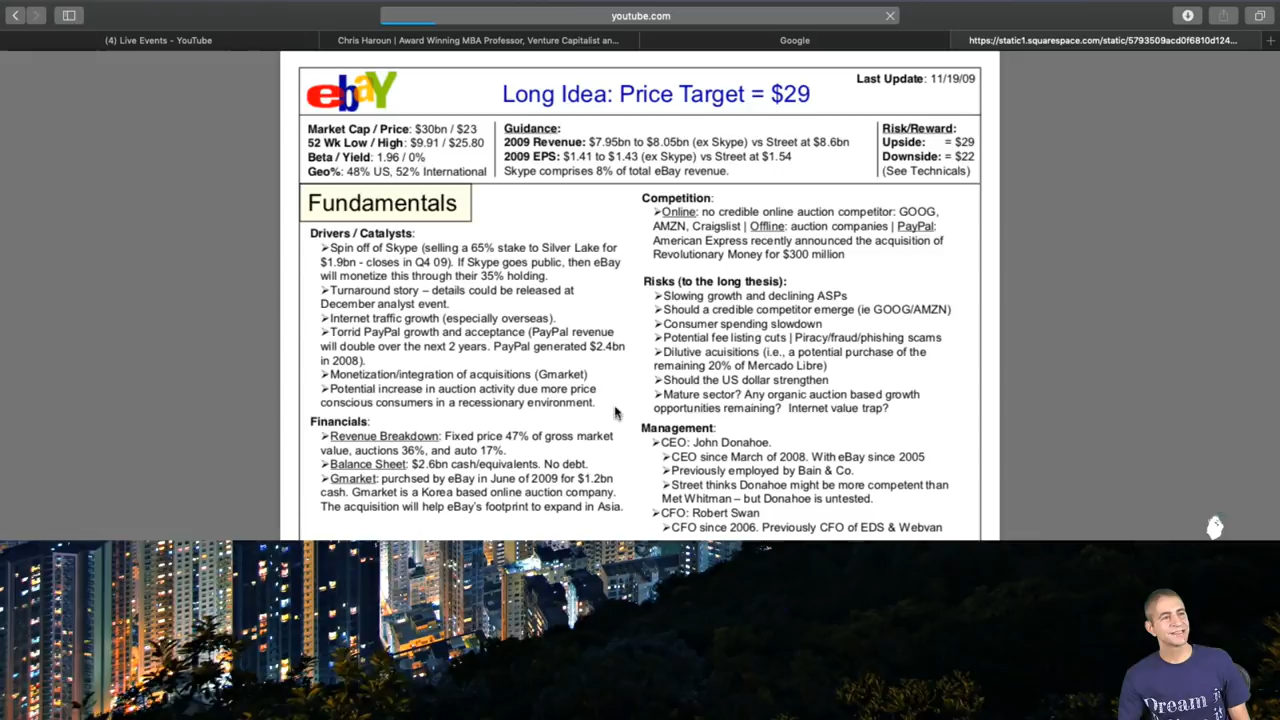 youtube.com
(4) Live Events - YouTube
Chris Haroun | Award Winning MBA Professor, Venture Capitalist an...
Google
https://static1.squarespace.com/static/5793509acd0f6810d124...
ebaY
Long Idea: Price Target = $29
Last Update: 11/19/09
Market Cap / Price: $30bn / $23
52 Wk Low / High: $9.91 / $25.80
Beta / Yield: 1.96 / 0%
Geo%: 48% US, 52% International
Guidance:
2009 Revenue: $7.95bn to $8.05bn (ex Skype) vs Street at $8.6bn
2009 EPS: $1.41 to $1.43 (ex Skype) vs Street at $1.54
Skype comprises 8% of total eBay revenue.
Risk/Reward:
Upside: = $29
Downside: = $22
(See Technicals)
Fundamentals
Drivers / Catalysts:
➢Spin off of Skype (selling a 65% stake to Silver Lake for
$1.9bn - closes in Q4 09). If Skype goes public, then eBay
will monetize this through their 35% holding.
➢Turnaround story – details could be released at
December analyst event.
➢Internet traffic growth (especially overseas).
➢Torrid PayPal growth and acceptance (PayPal revenue
will double over the next 2 years. PayPal generated $2.4bn
in 2008).
➢Monetization/integration of acquisitions (Gmarket)
➢Potential increase in auction activity due more price
conscious consumers in a recessionary environment.
Financials:
➢Revenue Breakdown: Fixed price 47% of gross market
value, auctions 36%, and auto 17%.
➢Balance Sheet: $2.6bn cash/equivalents. No debt.
➢Gmarket: purchsed by eBay in June of 2009 for $1.2bn
cash. Gmarket is a Korea based online auction company.
The acquisition will help eBay's footprint to expand in Asia.
Competition:
➢Online: no credible online auction competitor: GOOG,
AMZN, Craigslist | Offline: auction companies | PayPal:
American Express recently announced the acquisition of
Revolutionary Money for $300 million
Risks (to the long thesis):
➢Slowing growth and declining ASPs
➢Should a credible competitor emerge (ie GOOG/AMZN)
➢Consumer spending slowdown
➢Potential fee listing cuts | Piracy/fraud/phishing scams
➢Dilutive acuisitions (i.e., a potential purchase of the
remaining 20% of Mercado Libre)
➢Should the US dollar strengthen
➢Mature sector? Any organic auction based growth
opportunities remaining? Internet value trap?
Management:
➢CEO: John Donahoe.
➢CEO since March of 2008. With eBay since 2005
➢Previously employed by Bain & Co.
➢Street thinks Donahoe might be more competent than
Met Whitman – but Donahoe is untested.
➢CFO: Robert Swan
➢CFO since 2006. Previously CFO of EDS & Webvan
Dream